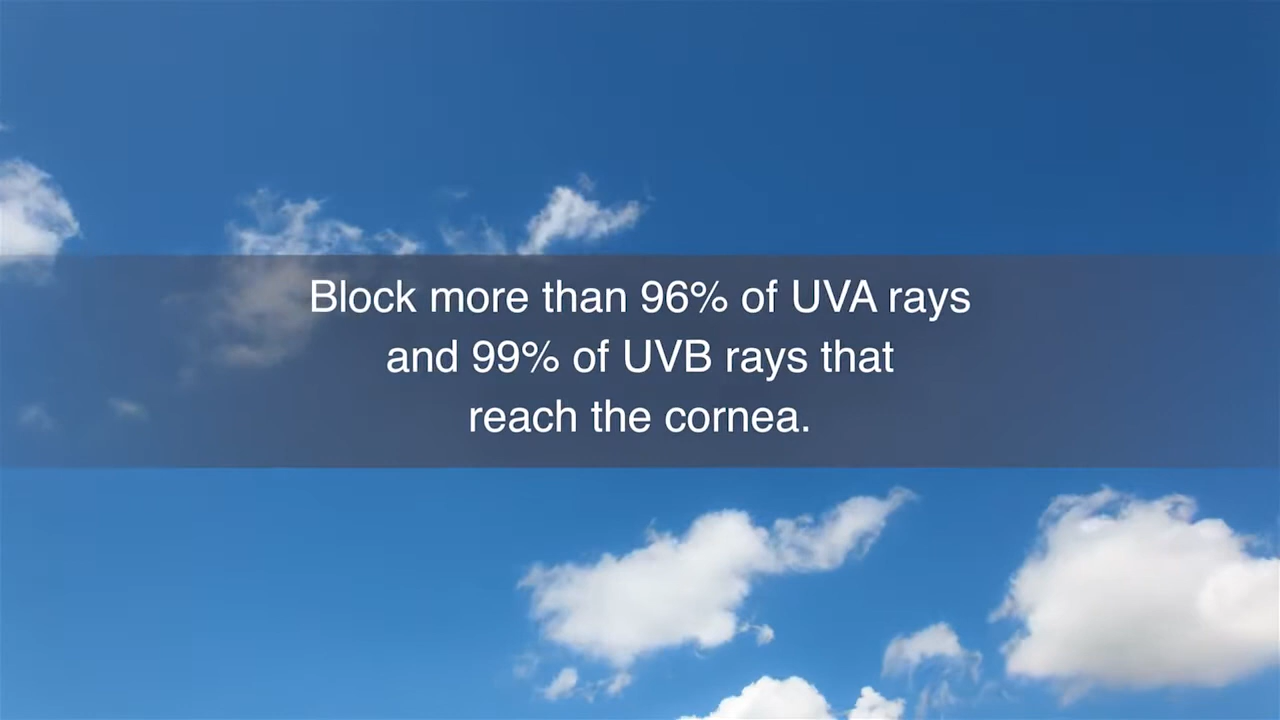 Block more than 96% of UVA rays
and 99% of UVB rays that
reach the cornea.